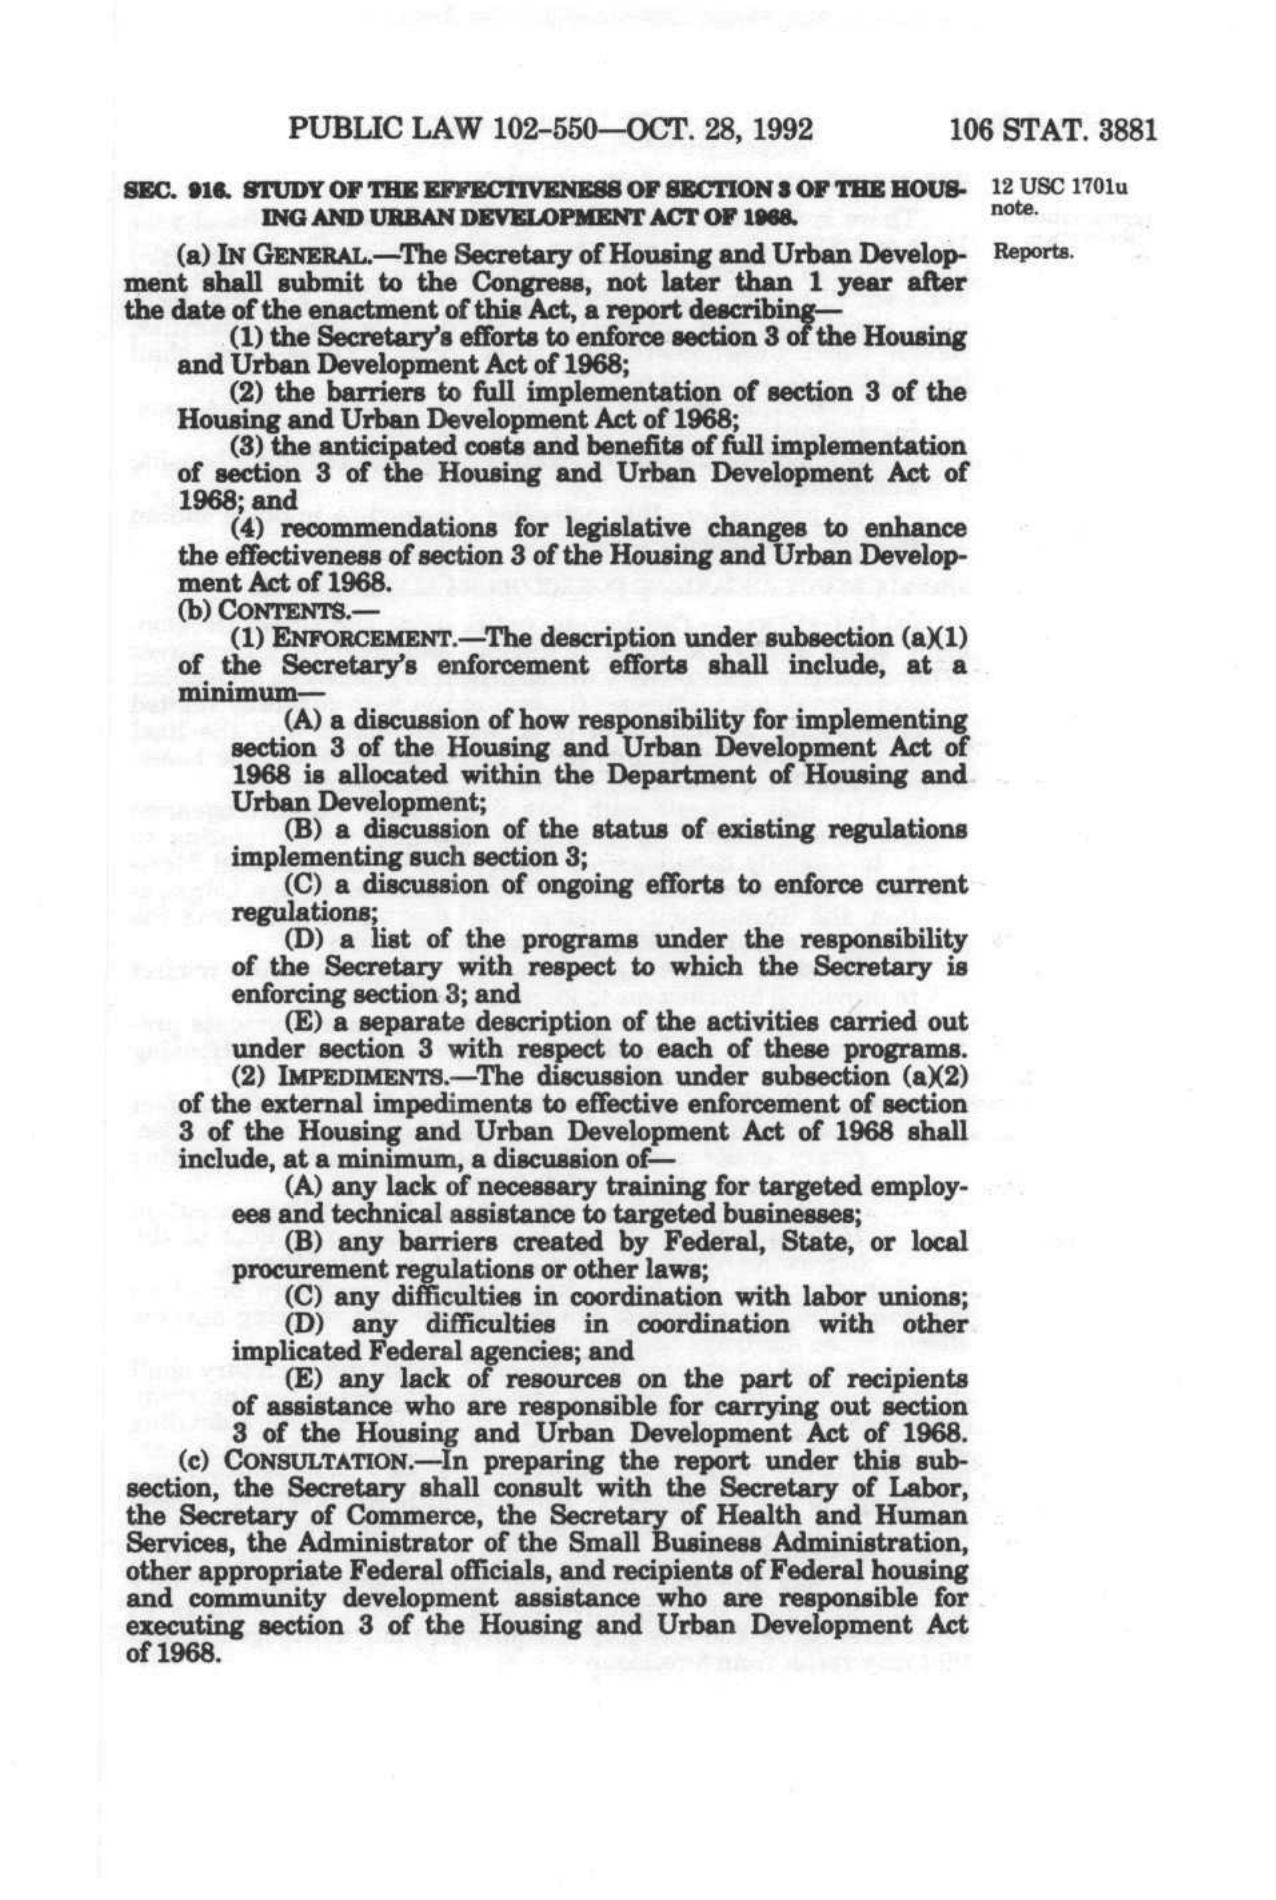 PUBLIC LAW 102-550—OCT. 28, 1992 106 STAT. 3881
SEC. 916. STUDY OF THE EFFECTIVENESS OF SECTION 3 OF THE HOUS-
ING AND URBAN DEVELOPMENT ACT OF 1968.
12 USC 1701u
note.
(a) IN GENERAL.—The Secretary of Housing and Urban Develop-
Reports.
ment shall submit to the Congress, not later than 1 year after
the date of the enactment of this Act, a report describing—
(1) the Secretary's efforts to enforce section 3 of the Housing
and Urban Development Act of 1968;
(2) the barriers to full implementation of section 3 of the
Housing and Urban Development Act of 1968;
(3) the anticipated costs and benefits of full implementation
of section 3 of the Housing and Urban Development Act of
1968; and
(4) recommendations for legislative changes to enhance
the effectiveness of section 3 of the Housing and Urban Develop-
ment Act of 1968.
(b) CONTENTS.—
(1) ENFORCEMENT.—The description under subsection (a)(1)
of the Secretary's enforcement efforts shall include, at a
minimum—
(A) a discussion of how responsibility for implementing
section 3 of the Housing and Urban Development Act of
1968 is allocated within the Department of Housing and
Urban Development;
(B) a discussion of the status of existing regulations
implementing such section 3;
(C) a discussion of ongoing efforts to enforce current
regulations;
(D) a list of the programs under the responsibility
of the Secretary with respect to which the Secretary is
enforcing section 3; and
(E) a separate description of the activities carried out
under section 3 with respect to each of these programs.
(2) IMPEDIMENTS.—The discussion under subsection (a)(2)
of the external impediments to effective enforcement of section
3 of the Housing and Urban Development Act of 1968 shall
include, at a minimum, a discussion of—
(A) any lack of necessary training for targeted employ-
ees and technical assistance to targeted businesses;
(B) any barriers created by Federal, State, or local
procurement regulations or other laws;
(C) any difficulties in coordination with labor unions;
(D) any difficulties in coordination with other
implicated Federal agencies; and
(E) any lack of resources on the part of recipients
of assistance who are responsible for carrying out section
3 of the Housing and Urban Development Act of 1968.
(c) CONSULTATION.—In preparing the report under this sub-
section, the Secretary shall consult with the Secretary of Labor,
the Secretary of Commerce, the Secretary of Health and Human
Services, the Administrator of the Small Business Administration,
other appropriate Federal officials, and recipients of Federal housing
and community development assistance who are responsible for
executing section 3 of the Housing and Urban Development Act
of 1968.